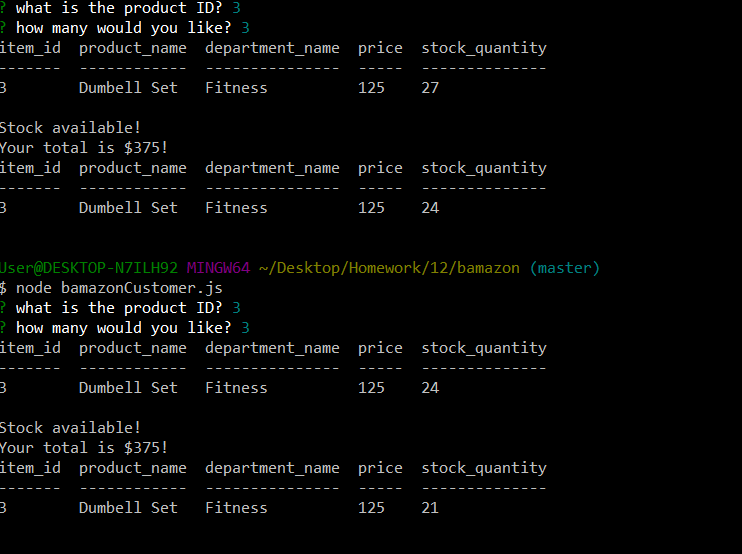 ? what is the product ID? 3
? how many would you like? 3
item_id  product_name  department_name  price  stock_quantity
-------  ------------  ---------------  -----  --------------
3        Dumbell Set   Fitness          125    27

Stock available!
Your total is $375!
item_id  product_name  department_name  price  stock_quantity
-------  ------------  ---------------  -----  --------------
3        Dumbell Set   Fitness          125    24

User@DESKTOP-N7ILH92 MINGW64 ~/Desktop/Homework/12/bamazon (master)
$ node bamazonCustomer.js
? what is the product ID? 3
? how many would you like? 3
item_id  product_name  department_name  price  stock_quantity
-------  ------------  ---------------  -----  --------------
3        Dumbell Set   Fitness          125    24

Stock available!
Your total is $375!
item_id  product_name  department_name  price  stock_quantity
-------  ------------  ---------------  -----  --------------
3        Dumbell Set   Fitness          125    21